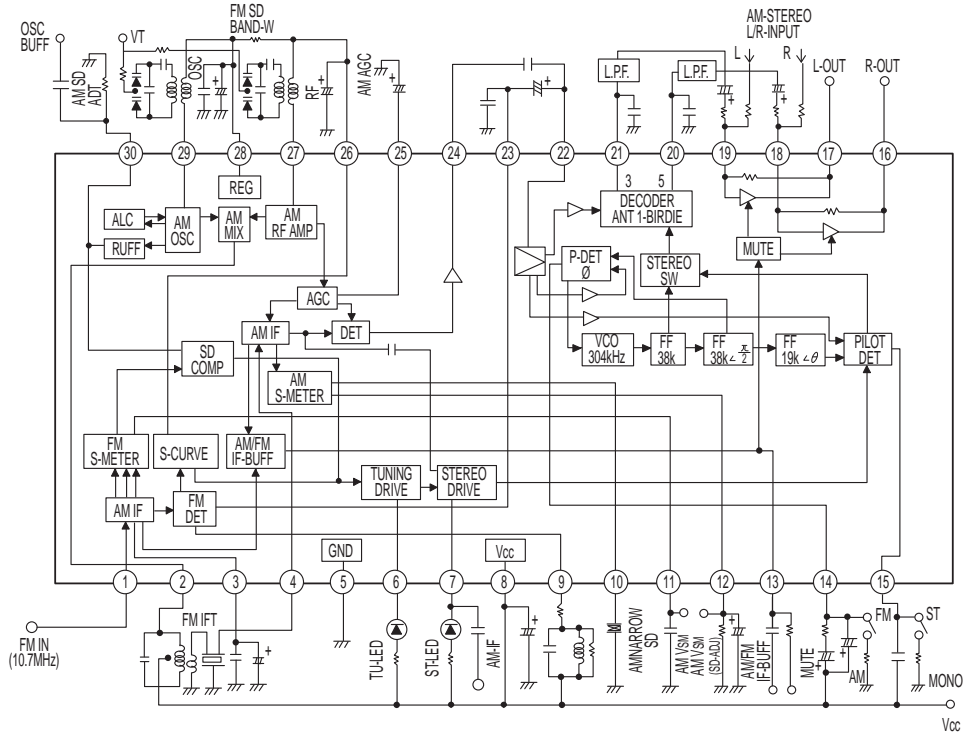 OSC
BUFF
AM SD
ADT
VT
OSC
FM SD
BAND-W
RF
AM AGC
AM-STEREO
L/R-INPUT
L
R
L.P.F.
L.P.F.
L-OUT
R-OUT
30
29
28
27
26
25
24
23
22
21
20
19
18
17
16
REG
ALC
AM
OSC
AM
MIX
AM
RF AMP
RUFF
3
5
DECODER
ANT 1-BIRDIE
P-DET
Ø
STEREO
SW
MUTE
AGC
AM IF
DET
SD
COMP
AM
S-METER
VCO
304kHz
FF
38k
FF
38k∠π/2
FF
19k∠θ
PILOT
DET
FM
S-METER
S-CURVE
AM/FM
IF-BUFF
TUNING
DRIVE
STEREO
DRIVE
AM IF
FM
DET
GND
Vcc
1
2
3
4
5
6
7
8
9
10
11
12
13
14
15
FM IN
(10.7MHz)
FM IFT
TU-LED
ST-LED
AM-IF
AMNARROW
SD
AM VSM
AM VSM
(SD-ADJ)
AM/FM
IF-BUFF
MUTE
FM
AM
ST
MONO
Vcc